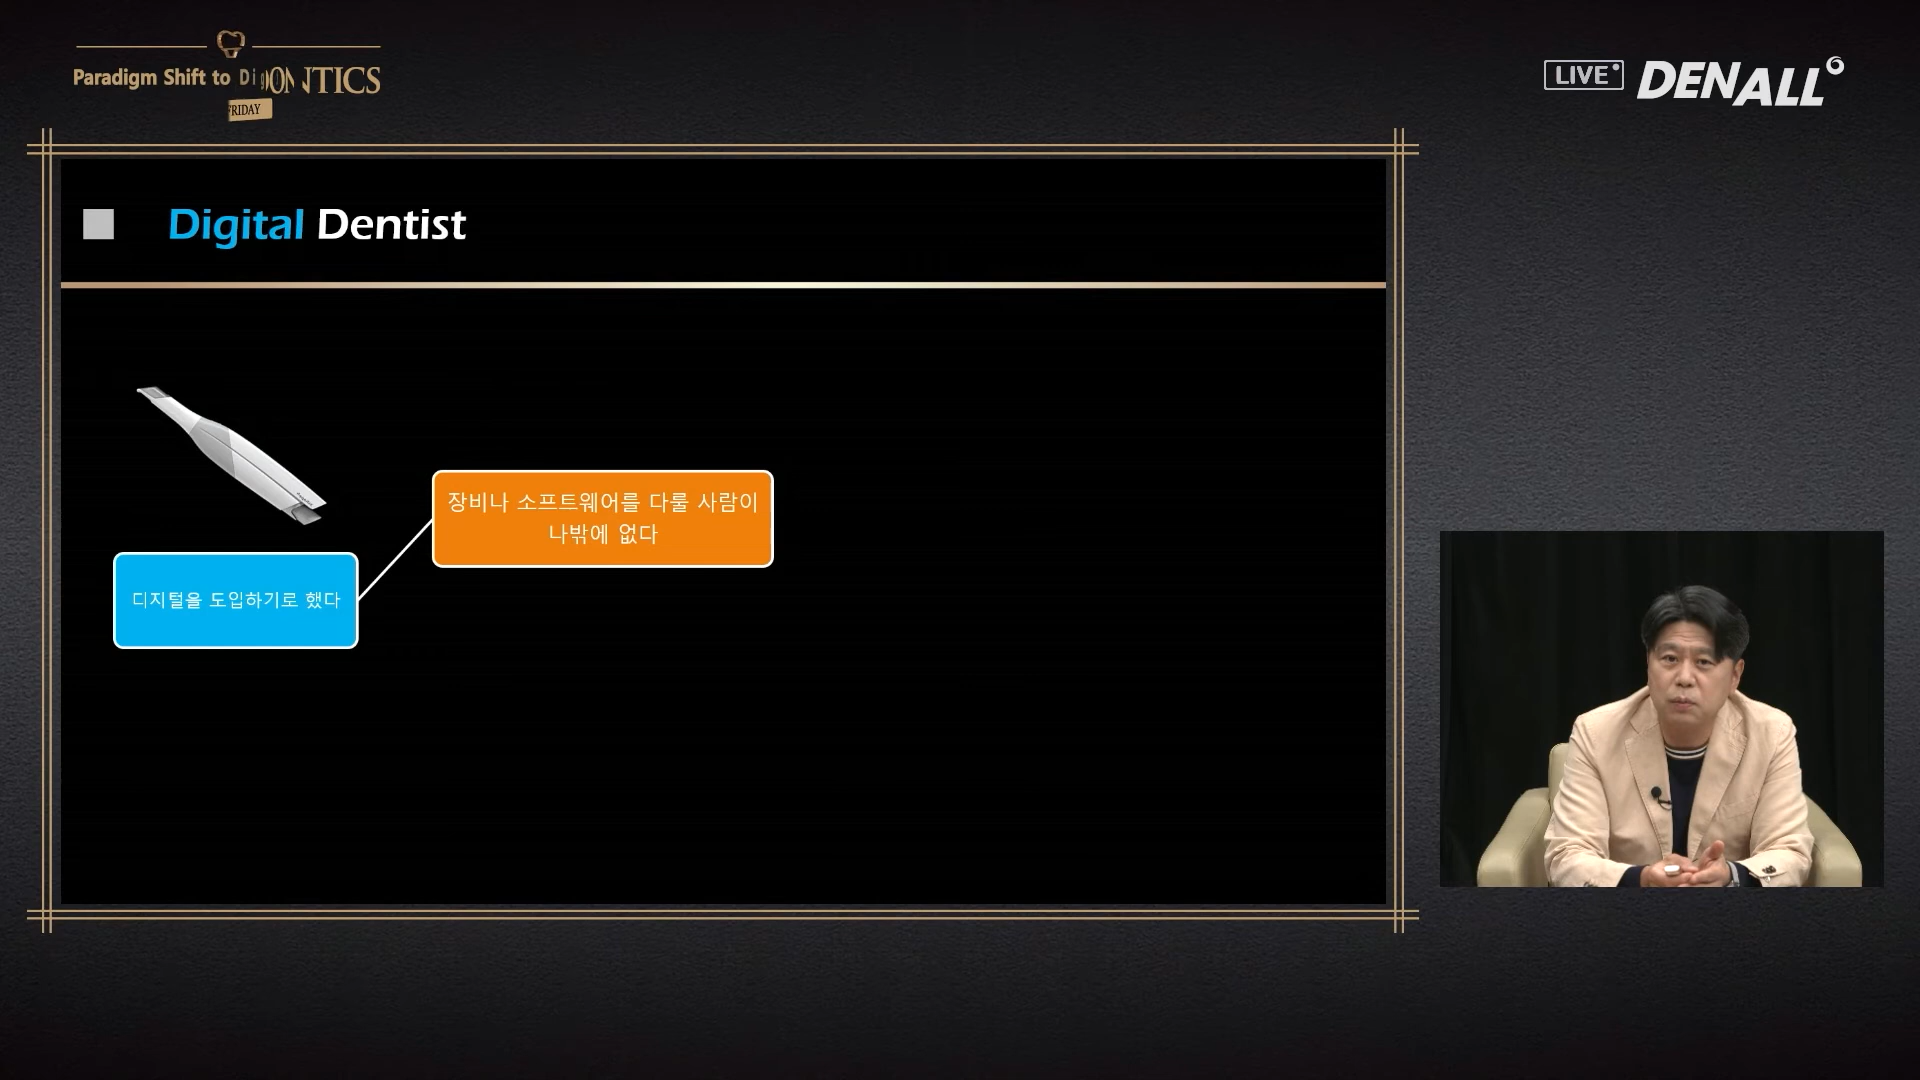 Paradigm Shift to
FRIDAY
LIVE
DENALL
Digital Dentist
장비나 소프트웨어를 다룰 사람이
나밖에 없다
디지털을 도입하기로 했다